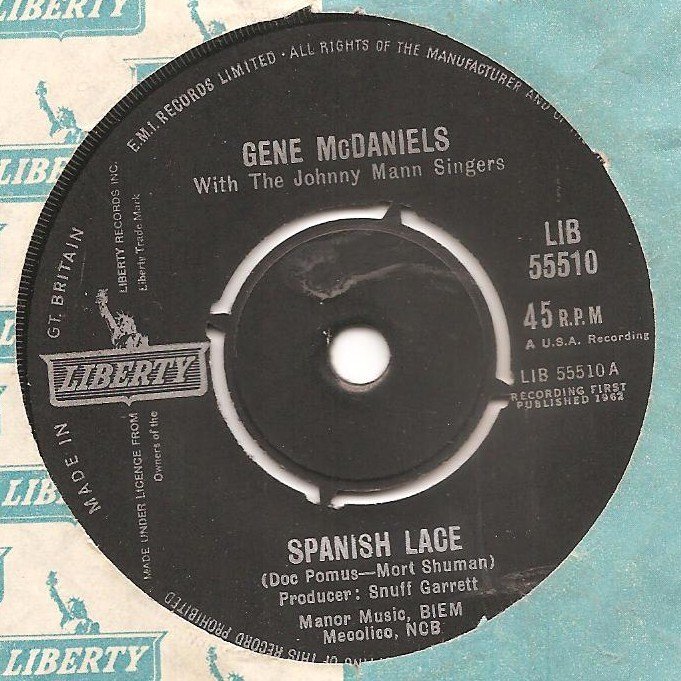 LIBERTY
E.M.I. RECORDS LIMITED · ALL RIGHTS OF THE MANUFACTURER AND
GENE McDANIELS
With The Johnny Mann Singers
LIB
55510
45 R.P.M
A U.S.A. Recording
LIB 55510 A
RECORDING FIRST
PUBLISHED 1962
MADE IN GT. BRITAIN
LIBERTY RECORDS INC.
Liberty Trade Mark
LIBERTY
MADE UNDER LICENCE FROM
Owners of the
SPANISH LACE
(Doc Pomus—Mort Shuman)
Producer: Snuff Garrett
Manor Music, BIEM
Mecolico, NCB
OF THIS RECORD PROHIBITED
LIBE
LIB
LIB
LIBERTY